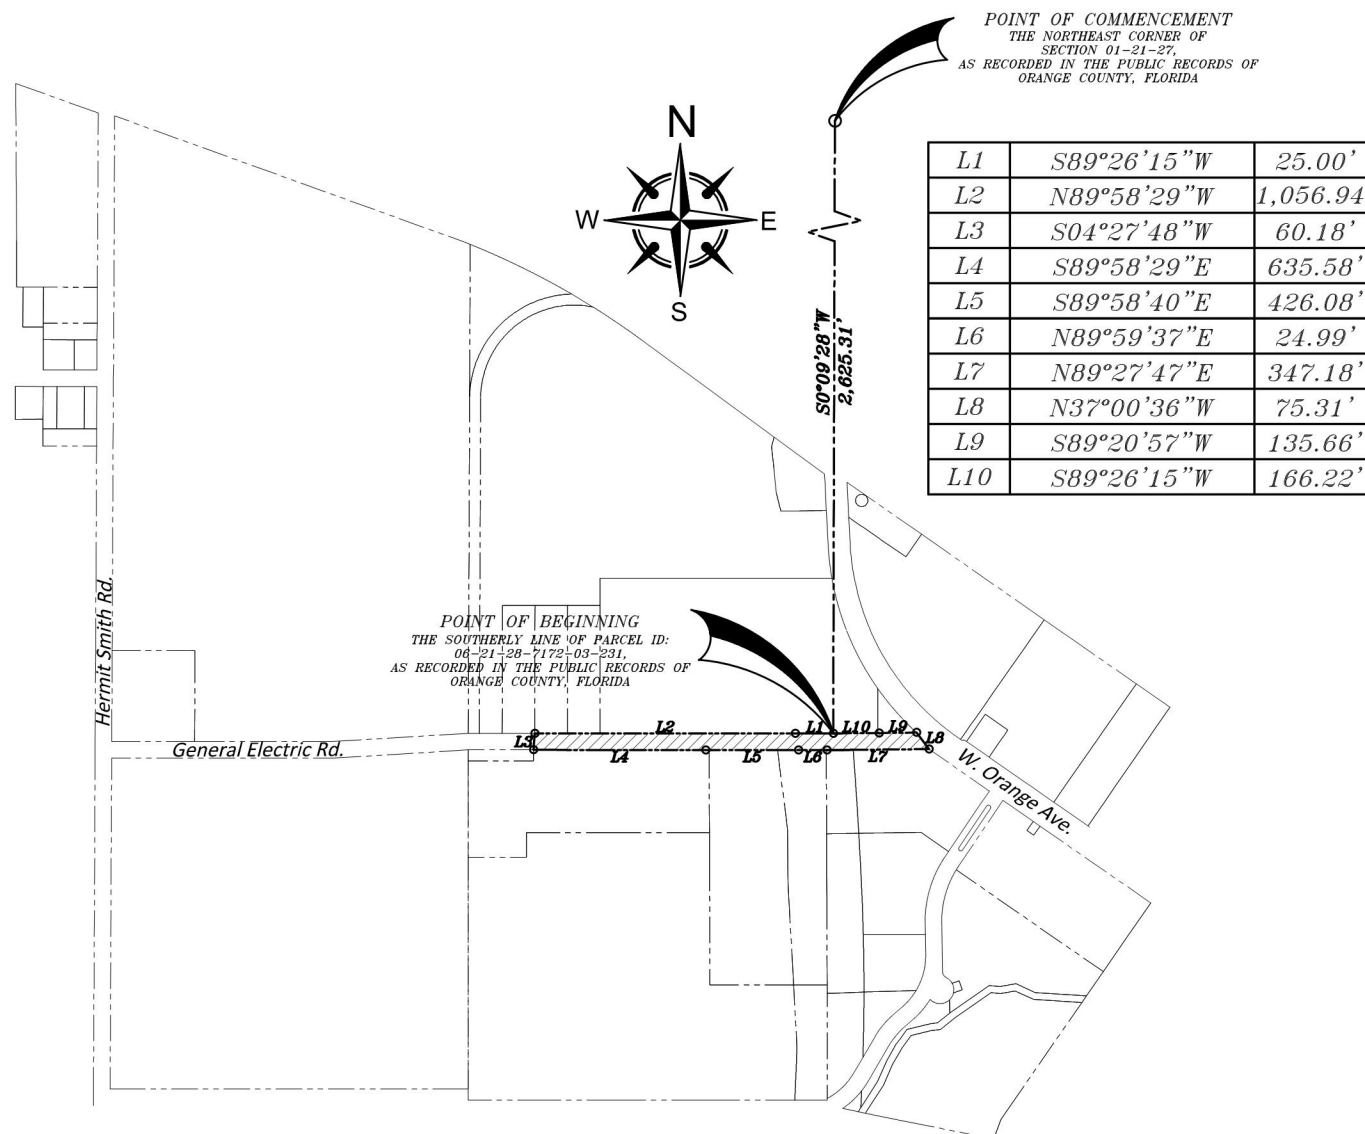 POINT OF COMMENCEMENT
THE NORTHEAST CORNER OF
SECTION 01-21-27,
AS RECORDED IN THE PUBLIC RECORDS OF
ORANGE COUNTY, FLORIDA
N
W E
S
L1 S89°26'15"W 25.00'
L2 N89°58'29"W 1,056.94
L3 S04°27'48"W 60.18'
L4 S89°58'29"E 635.58'
L5 S89°58'40"E 426.08'
L6 N89°59'37"E 24.99'
L7 N89°27'47"E 347.18'
L8 N37°00'36"W 75.31'
L9 S89°20'57"W 135.66'
L10 S89°26'15"W 166.22'
S0°09'28"W
2,625.31'
Hermit Smith Rd.
POINT OF BEGINNING
THE SOUTHERLY LINE OF PARCEL ID:
06-21-28-7172-03-231,
AS RECORDED IN THE PUBLIC RECORDS OF
ORANGE COUNTY, FLORIDA
General Electric Rd.
L3
L2
L1
L10
L9
L8
L4
L5
L6
L7
W. Orange Ave.